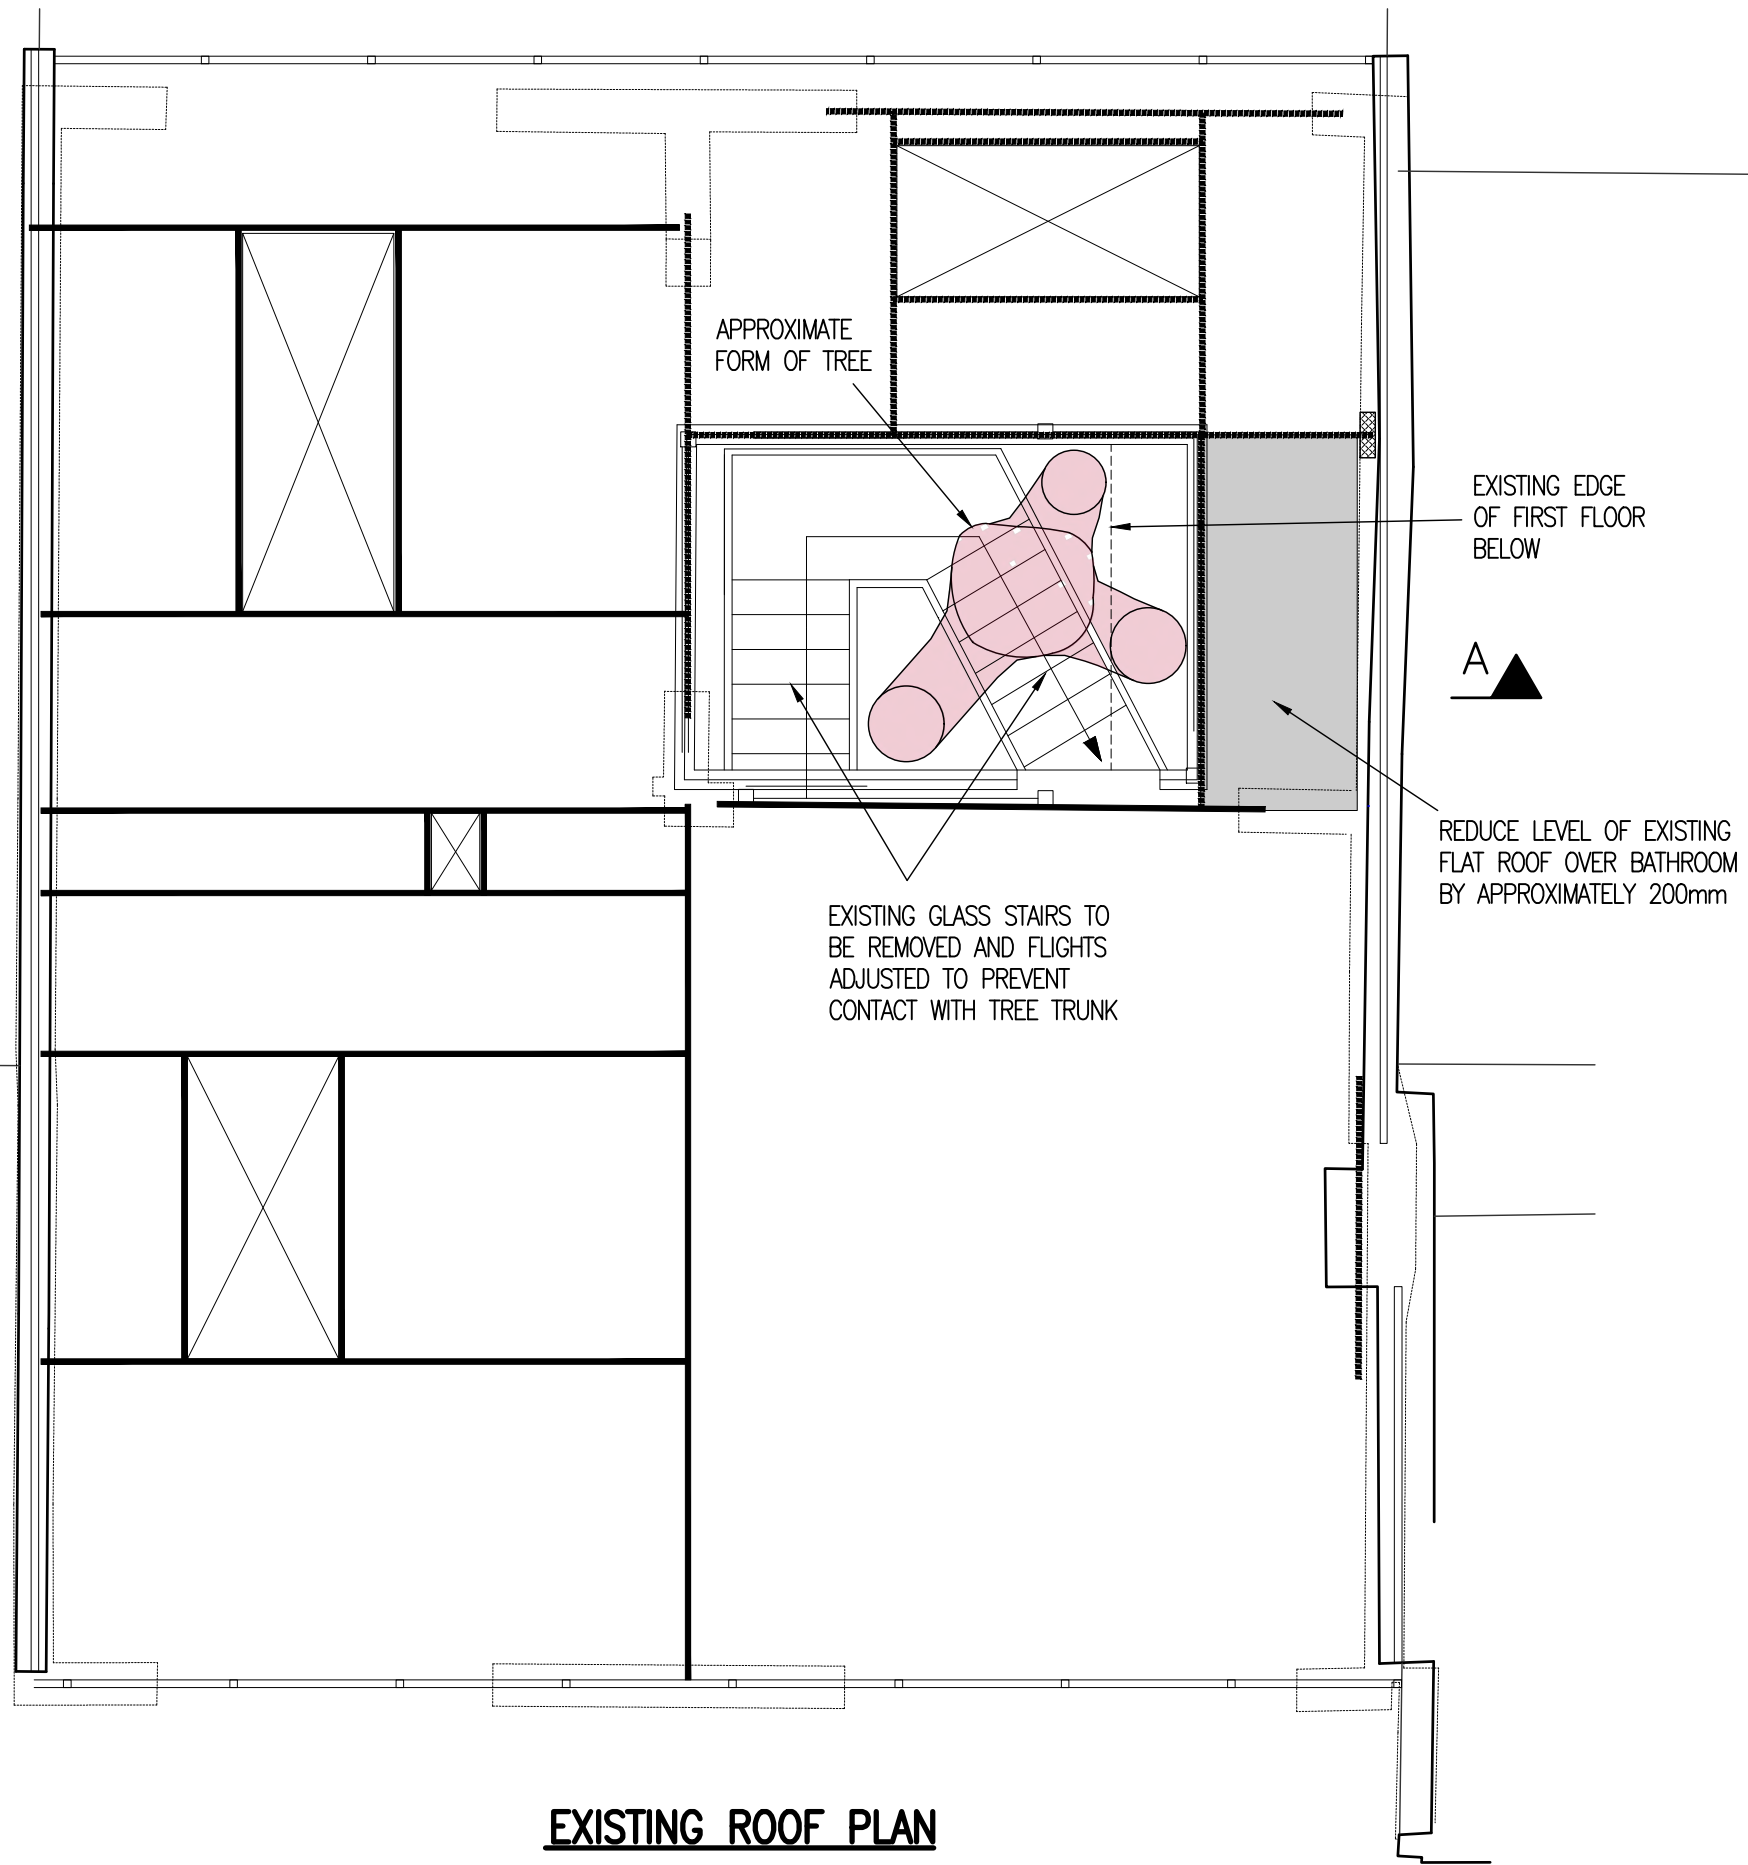 APPROXIMATE
FORM OF TREE
EXISTING EDGE
OF FIRST FLOOR
BELOW
A
REDUCE LEVEL OF EXISTING
FLAT ROOF OVER BATHROOM
BY APPROXIMATELY 200mm
EXISTING GLASS STAIRS TO
BE REMOVED AND FLIGHTS
ADJUSTED TO PREVENT
CONTACT WITH TREE TRUNK
EXISTING ROOF PLAN